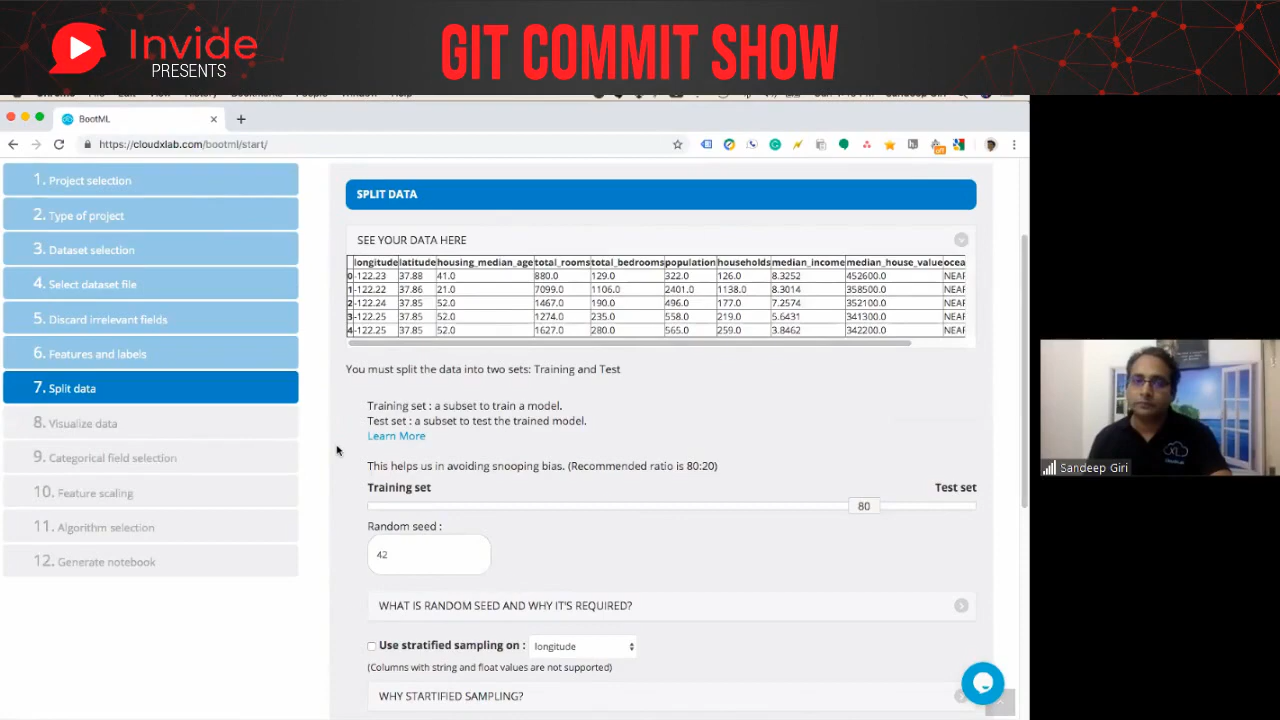 Invide
PRESENTS
GIT COMMIT SHOW
BootML
https://cloudxlab.com/bootml/start/
off
1. Project selection
2. Type of project
3. Dataset selection
4. Select dataset file
5. Discard irrelevant fields
6. Features and labels
7. Split data
8. Visualize data
9. Categorical field selection
10. Feature scaling
11. Algorithm selection
12. Generate notebook
SPLIT DATA
SEE YOUR DATA HERE
longitude latitude housing_median_age total_rooms total_bedrooms population households median_income median_house_value ocea
0 -122.23 37.88 41.0 880.0 129.0 322.0 126.0 8.3252 452600.0 NEAR
1 -122.22 37.86 21.0 7099.0 1106.0 2401.0 1138.0 8.3014 358500.0 NEAR
2 -122.24 37.85 52.0 1467.0 190.0 496.0 177.0 7.2574 352100.0 NEAR
3 -122.25 37.85 52.0 1274.0 235.0 558.0 219.0 5.6431 341300.0 NEAR
4 -122.25 37.85 52.0 1627.0 280.0 565.0 259.0 3.8462 342200.0 NEAR
You must split the data into two sets: Training and Test
Training set : a subset to train a model.
Test set : a subset to test the trained model.
Learn More
This helps us in avoiding snooping bias. (Recommended ratio is 80:20)
Training set Test set
80
Random seed :
42
WHAT IS RANDOM SEED AND WHY IT'S REQUIRED?
Use stratified sampling on : longitude
(Columns with string and float values are not supported)
WHY STARTIFIED SAMPLING?
Sandeep Giri